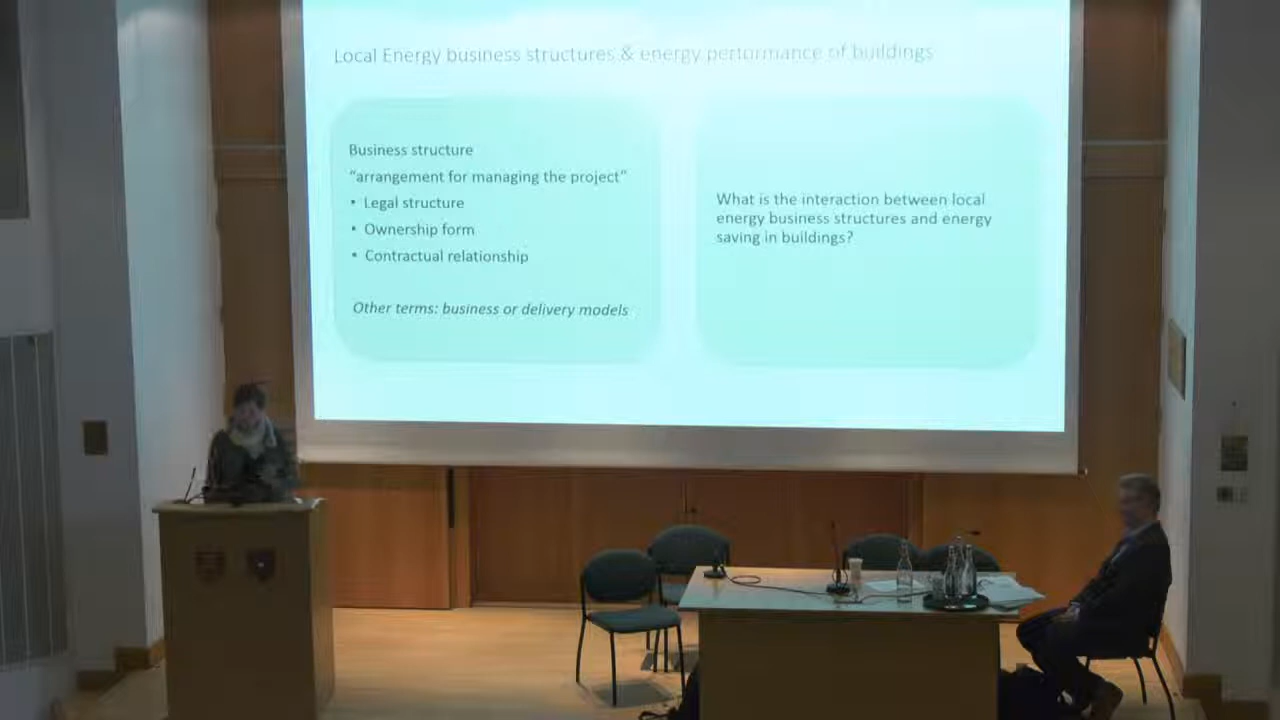 Local Energy business structures & energy performance of buildings
Business structure
“arrangement for managing the project”
• Legal structure
• Ownership form
• Contractual relationship
Other terms: business or delivery models
What is the interaction between local
energy business structures and energy
saving in buildings?